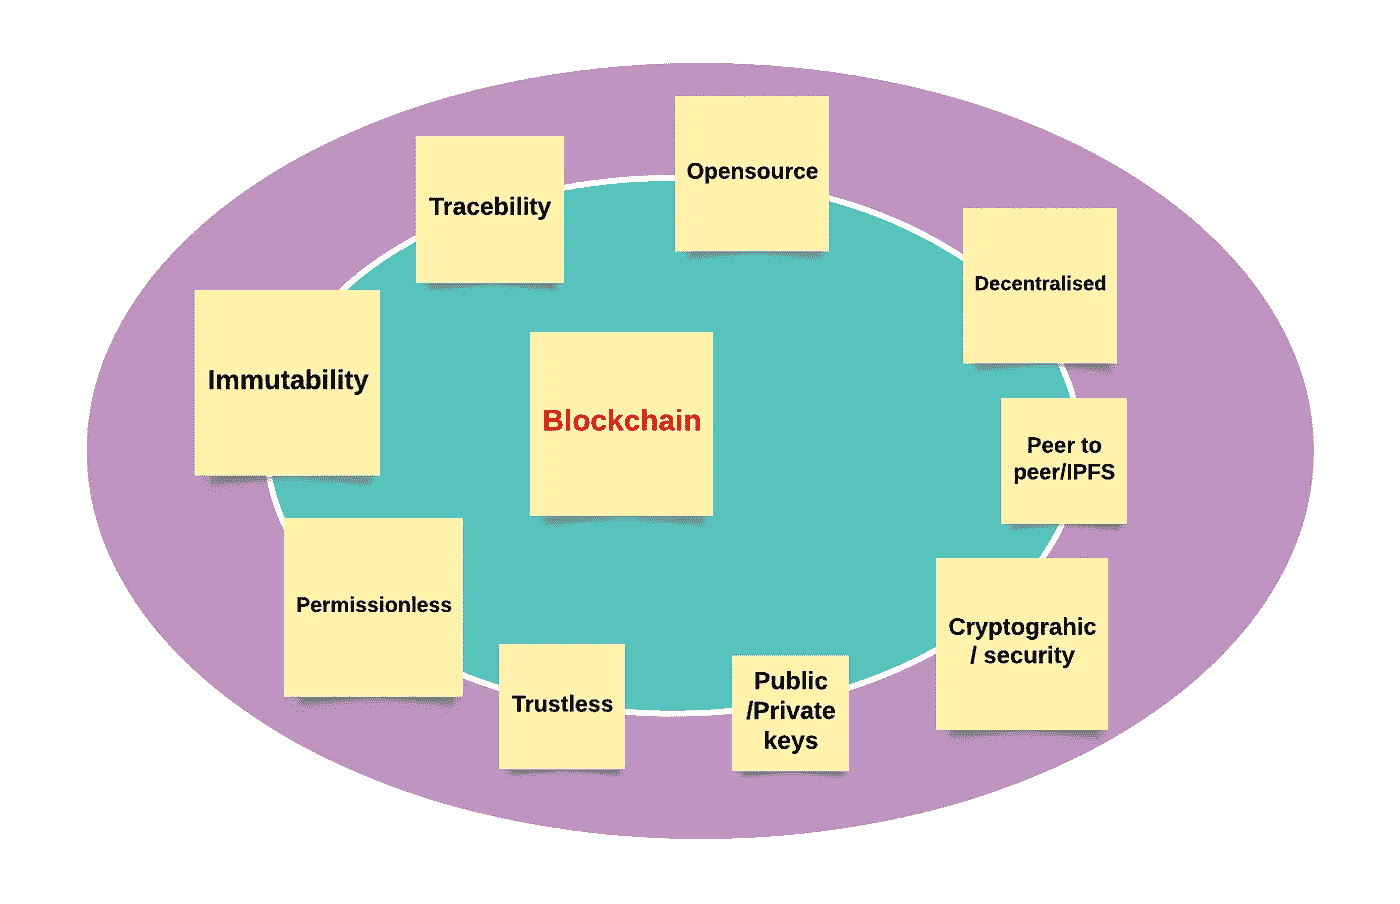 Opensource
Tracebility
Decentralised
Immutability
Blockchain
Peer to
peer/IPFS
Permissionless
Cryptograhic
/ security
Trustless
Public
/Private
keys